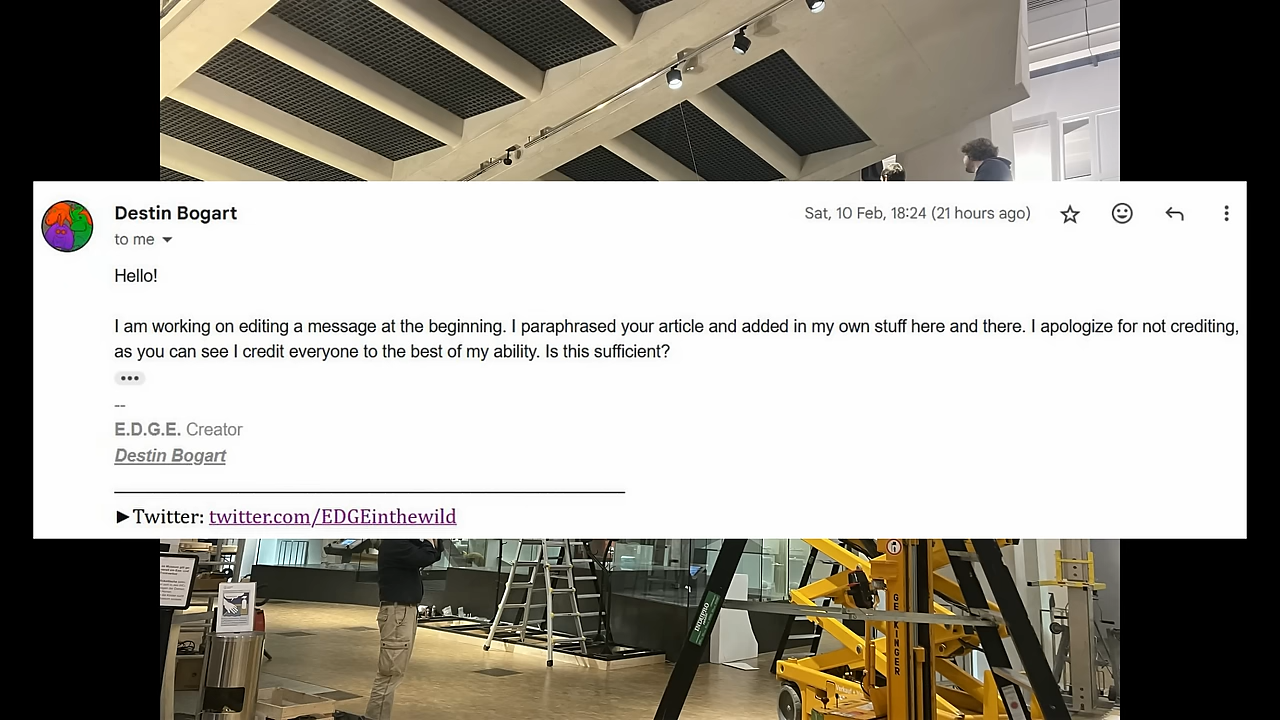 Destin Bogart
Sat, 10 Feb, 18:24 (21 hours ago)
to me
Hello!
I am working on editing a message at the beginning. I paraphrased your article and added in my own stuff here and there. I apologize for not crediting,
as you can see I credit everyone to the best of my ability. Is this sufficient?
•••
--
E.D.G.E. Creator
Destin Bogart
►Twitter: twitter.com/EDGEinthewild